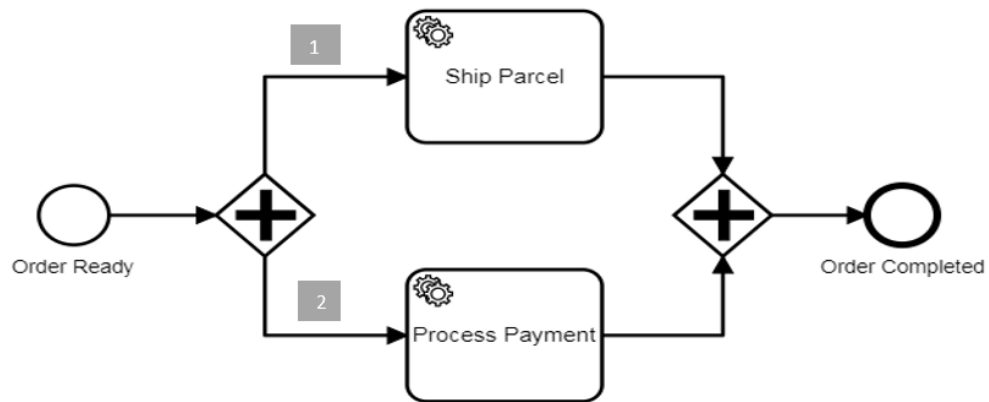 1
Ship Parcel
Order Ready
Order Completed
2
Process Payment